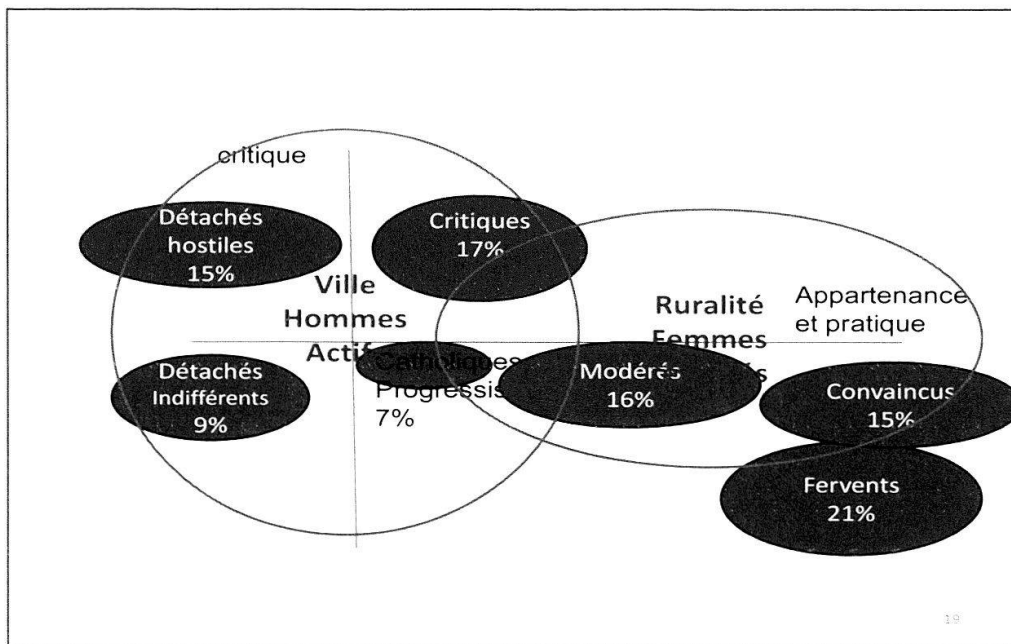 critique
Détachés
hostiles
15%
Critiques
17%
Ville
Hommes
Ruralité
Femmes
Appartenance
et pratique
Détachés
Indifférents
9%
Catholiques
7%
Modérés
16%
Convaincus
15%
Fervents
21%
19